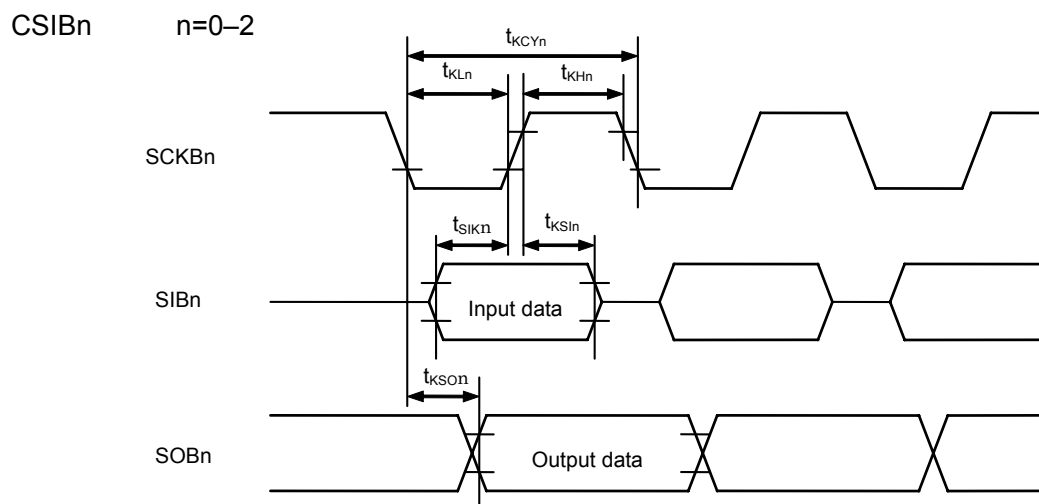 CSIBn n=0–2
tKCYn
tKLn tKHn
SCKBn
tSIKn tKSIn
SIBn Input data
tKSOn
SOBn Output data